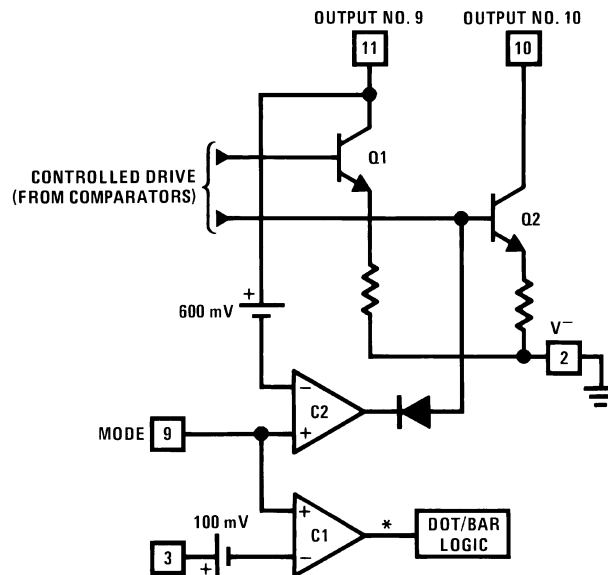 OUTPUT NO. 9
OUTPUT NO. 10
11
10
Q1
CONTROLLED DRIVE
(FROM COMPARATORS)
Q2
+
600 mV
V−
2
−
C2
+
MODE
9
100 mV
+
C1
*
DOT/BAR
LOGIC
3
+
−